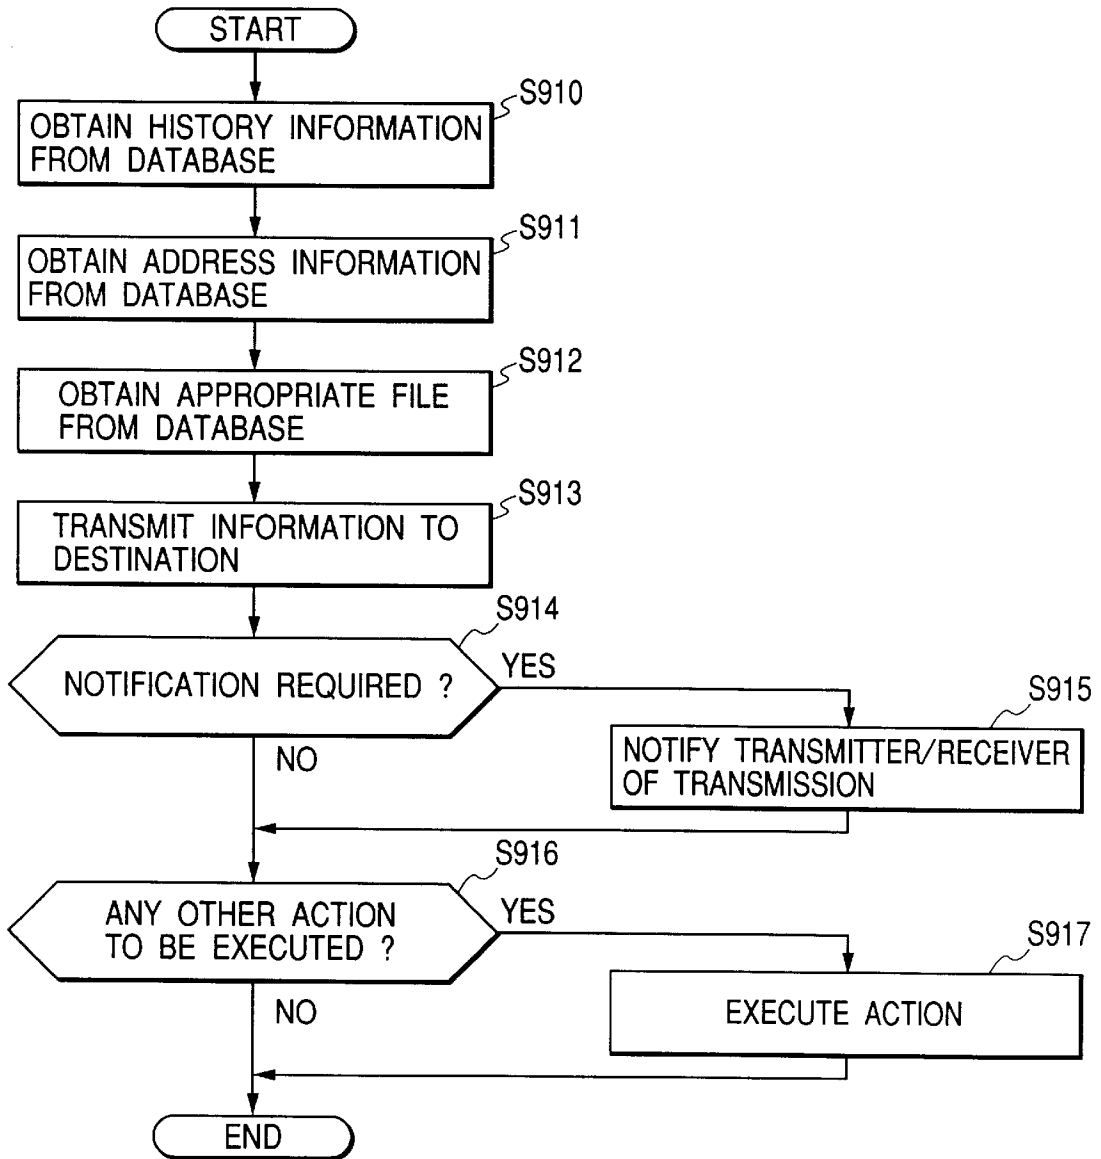 START
S910
OBTAIN HISTORY INFORMATION
FROM DATABASE
S911
OBTAIN ADDRESS INFORMATION
FROM DATABASE
S912
OBTAIN APPROPRIATE FILE
FROM DATABASE
S913
TRANSMIT INFORMATION TO
DESTINATION
S914
NOTIFICATION REQUIRED ?
YES
NO
S915
NOTIFY TRANSMITTER/RECEIVER
OF TRANSMISSION
S916
ANY OTHER ACTION
TO BE EXECUTED ?
YES
NO
S917
EXECUTE ACTION
END